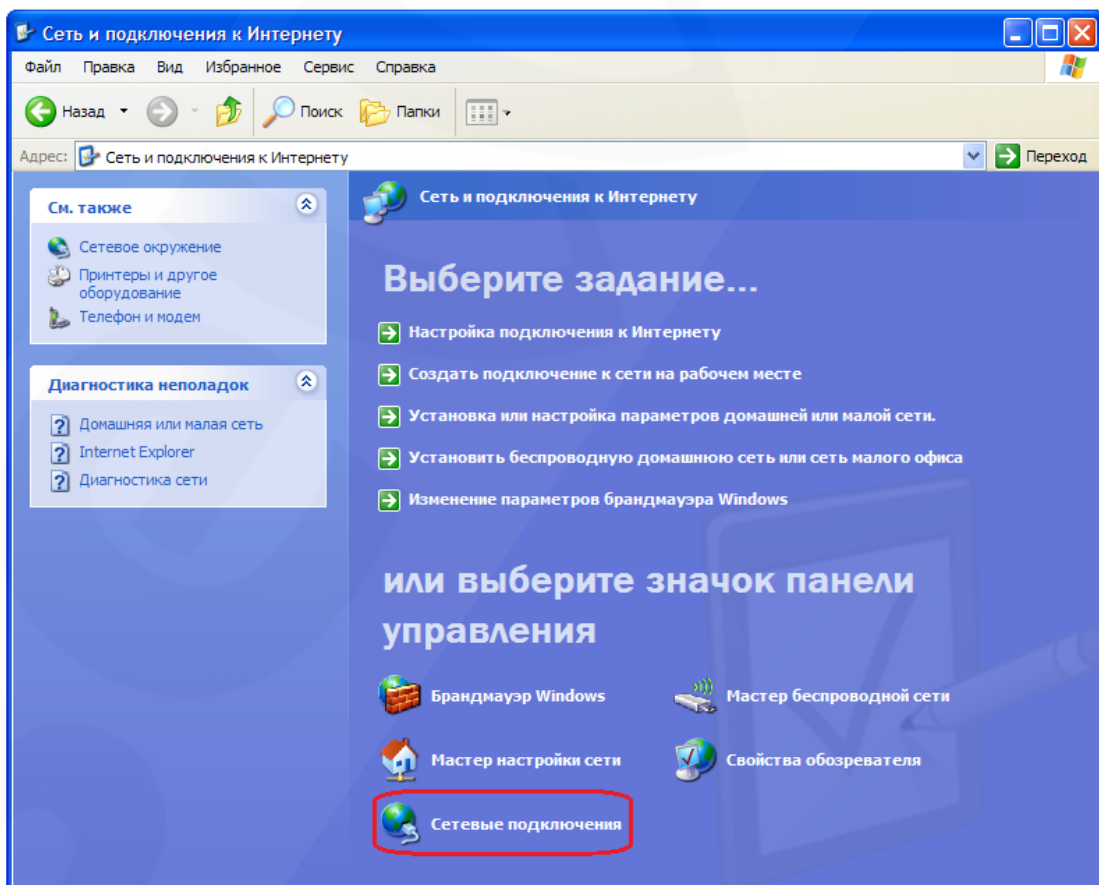 Сеть и подключения к Интернету
Файл Правка Вид Избранное Сервис Справка
Назад Поиск Папки
Адрес: Сеть и подключения к Интернету Переход
См. также
Сетевое окружение
Принтеры и другое
оборудование
Телефон и модем
Диагностика неполадок
Домашняя или малая сеть
Internet Explorer
Диагностика сети
Сеть и подключения к Интернету
Выберите задание...
Настройка подключения к Интернету
Создать подключение к сети на рабочем месте
Установка или настройка параметров домашней или малой сети.
Установить беспроводную домашнюю сеть или сеть малого офиса
Изменение параметров брандмауэра Windows
или выберите значок панели
управления
Брандмауэр Windows Мастер беспроводной сети
Мастер настройки сети Свойства обозревателя
Сетевые подключения